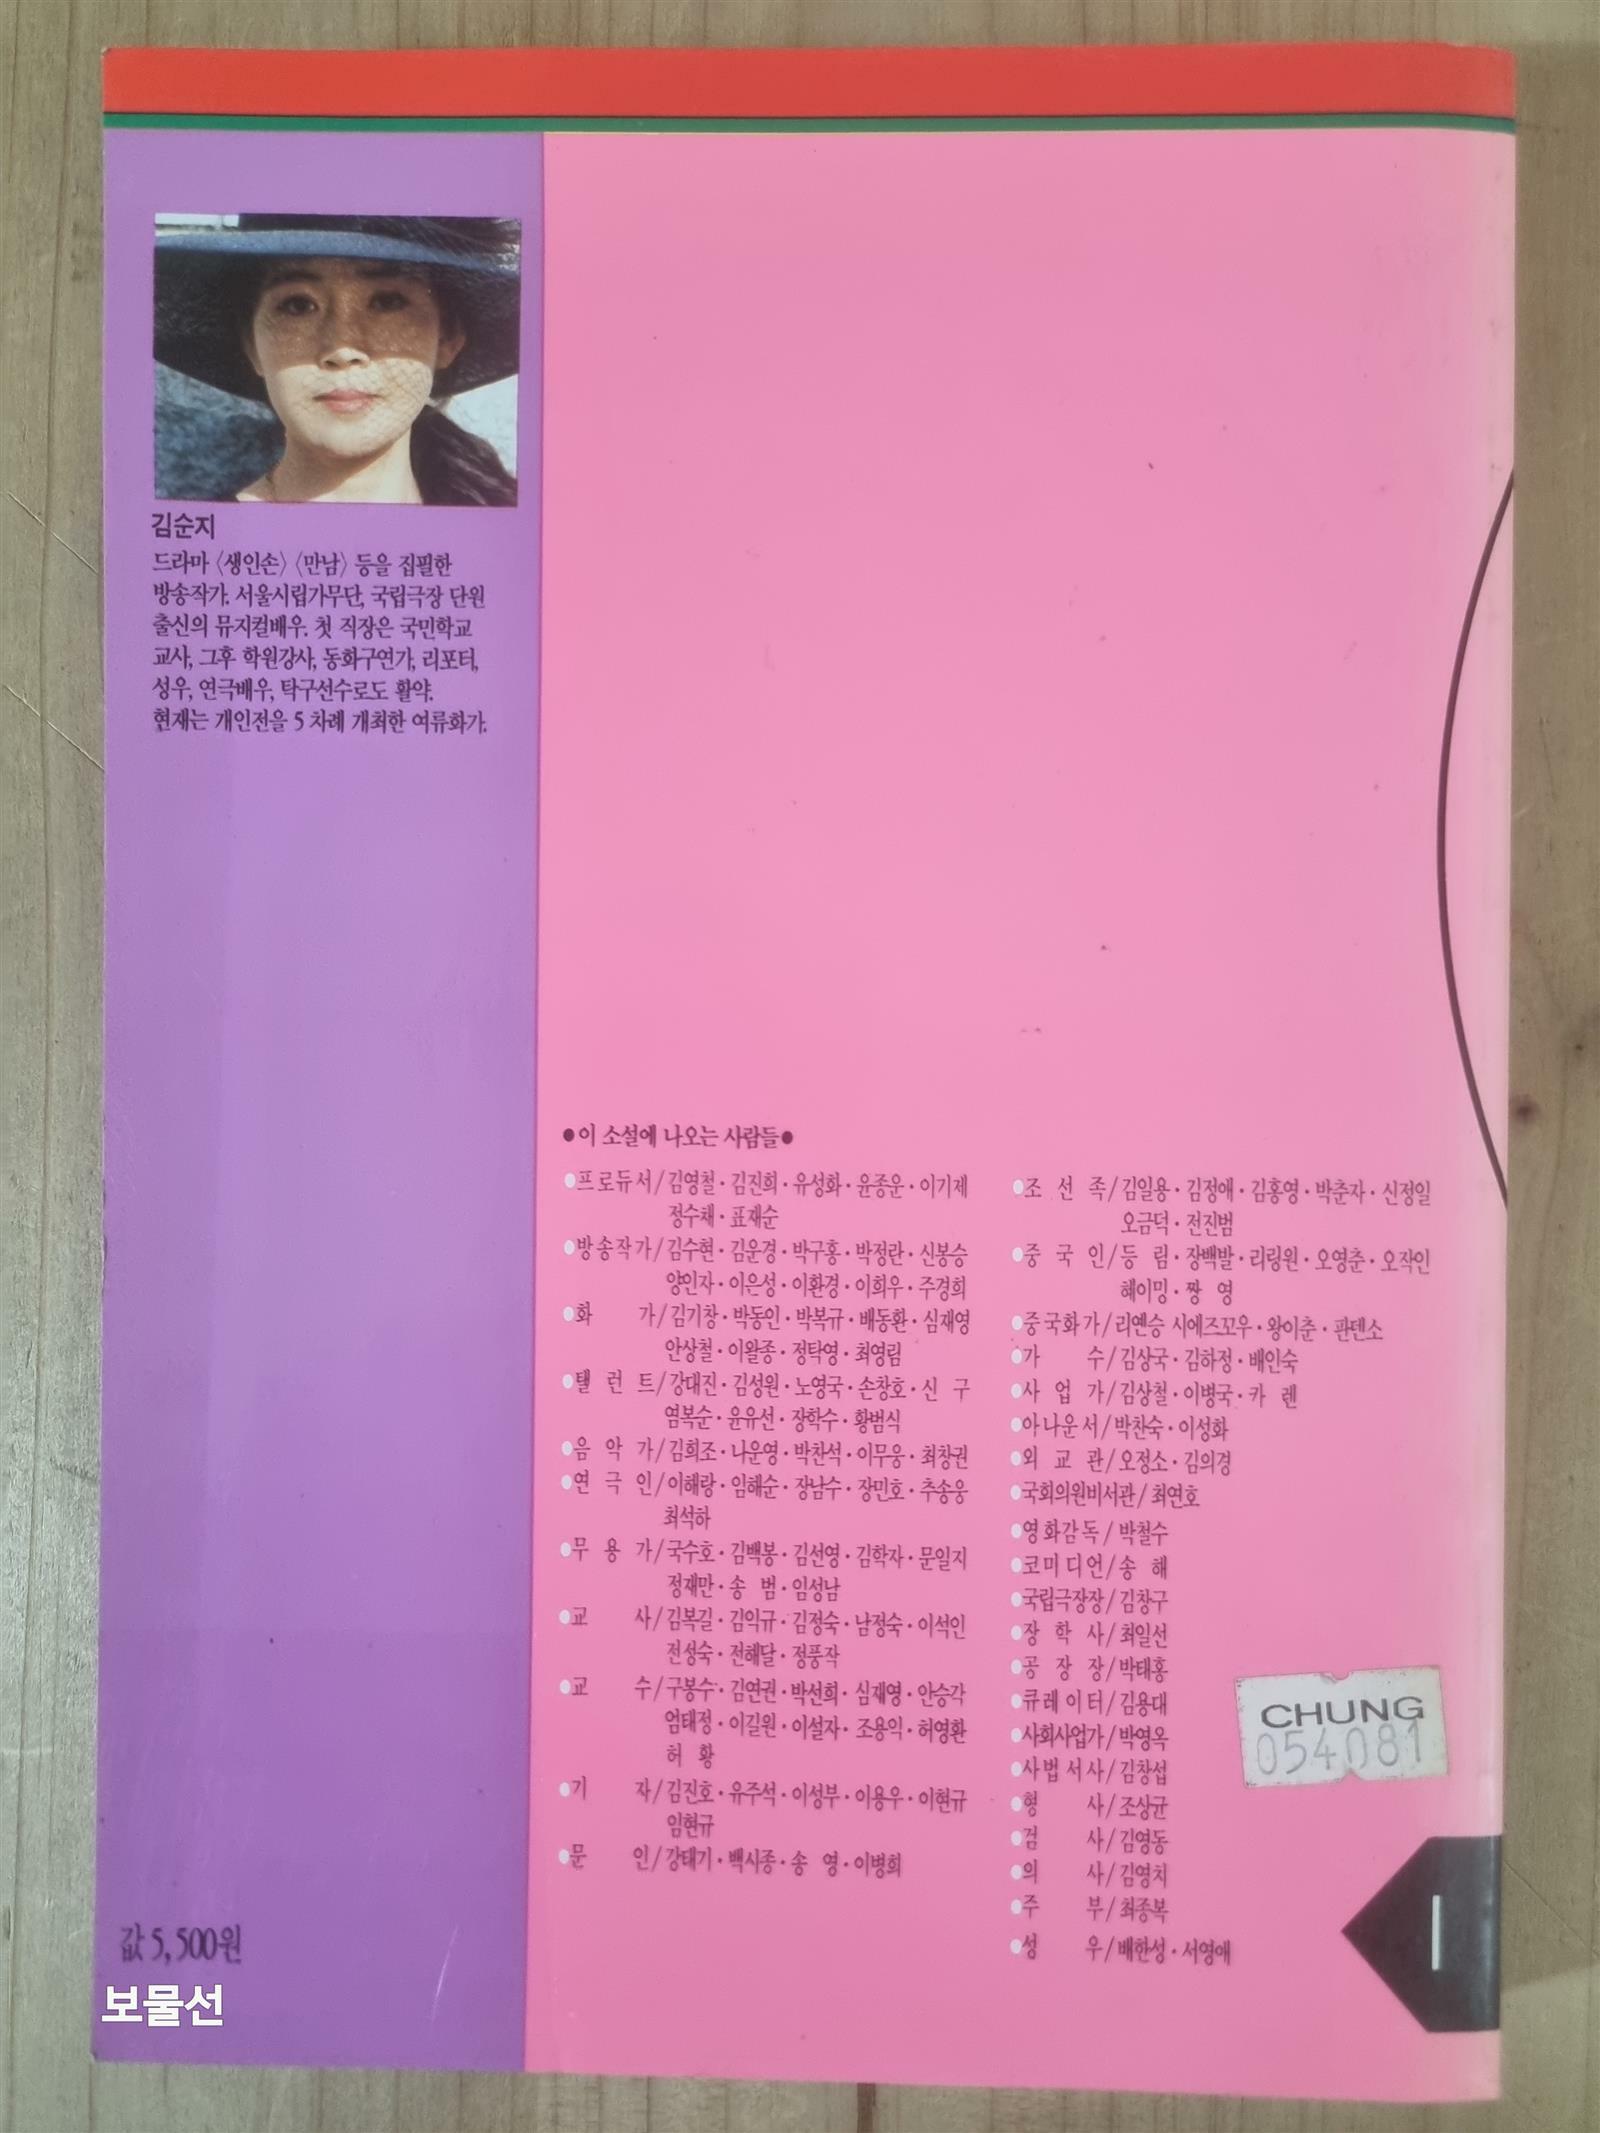 김순지
드라마 〈생인손〉 〈만남〉 등을 집필한
방송작가. 서울시립가무단, 국립극장 단원
출신의 뮤지컬배우. 첫 직장은 국민학교
교사, 그후 학원강사, 동화구연가, 리포터,
성우, 연극배우, 탁구선수로도 활약.
현재는 개인전을 5차례 개최한 여류화가.
●이 소설에 나오는 사람들●
●프로듀서/김영철·김진희·유성화·윤종운·이기제
정수채·표재순
●방송작가/김수현·김운경·박구홍·박정란·신봉승
양인자·이은성·이환경·이희우·주경희
●화 가/김기창·박동인·박복규·배동환·심재영
안상철·이왈종·정탁영·최영림
●탤 런 트/강대진·김성원·노영국·손창호·신 구
염복순·윤유선·장학수·황범식
●음 악 가/김희조·나운영·박찬석·이무웅·최창권
●연 극 인/이해랑·임해순·장남수·장민호·추송웅
최석하
●무 용 가/국수호·김백봉·김선영·김학자·문일지
정재만·송 범·임성남
●교 사/김복길·김익규·김정숙·남정숙·이석인
전성숙·전해달·정풍작
●교 수/구봉수·김연권·박선희·심재영·안승각
엄태정·이길원·이설자·조용익·허영환
허 황
●기 자/김진호·유주석·이성부·이용우·이현규
임현규
●문 인/강태기·백시종·송 영·이병희
●조 선 족/김일용·김정애·김홍영·박춘자·신정일
오금덕·전진범
●중 국 인/등 림·장백발·리링원·오영춘·오작인
혜이밍·짱 영
●중국화가/리옌승 시에즈꼬우·왕이춘·판텐소
●가 수/김상국·김하정·배인숙
●사 업 가/김상철·이병국·카 렌
●아나운서/박찬숙·이성화
●외 교 관/오정소·김의경
●국회의원비서관/최연호
●영화감독/박철수
●코미디언/송 해
●국립극장장/김창구
●장 학 사/최일선
●공 장 장/박태홍
●큐레이터/김용대
●사회사업가/박영옥
●사법서사/김창섭
●형 사/조상균
●검 사/김영동
●의 사/김영치
●주 부/최종복
●성 우/배한성·서영애
CHUNG
054081
값 5,500원
보물선